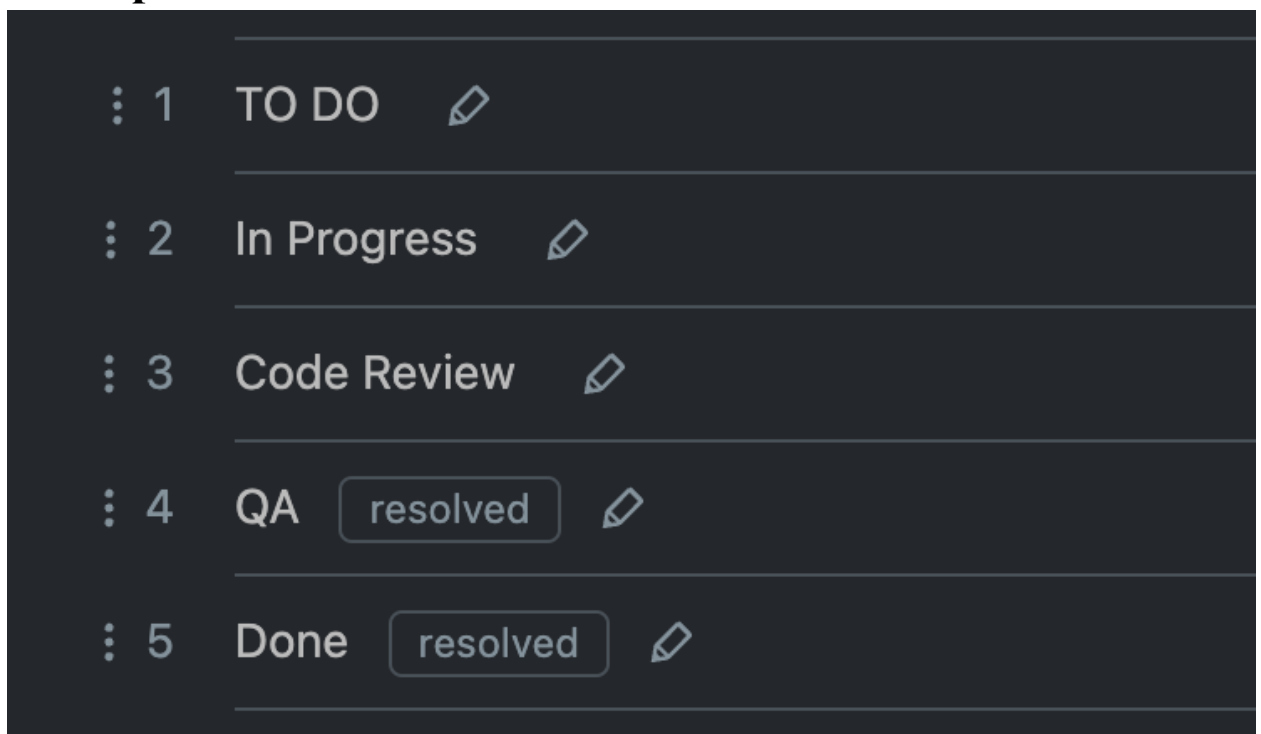 1 TO DO
2 In Progress
3 Code Review
4 QA resolved
5 Done resolved